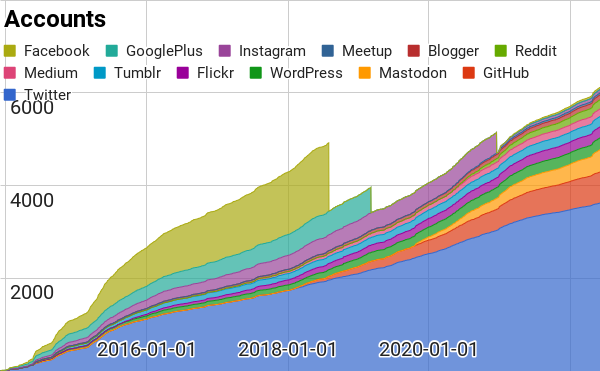 Accounts
Facebook GooglePlus Instagram Meetup Blogger Reddit
Medium Tumblr Flickr WordPress Mastodon GitHub
Twitter
6000
4000
2000
2016-01-01 2018-01-01 2020-01-01